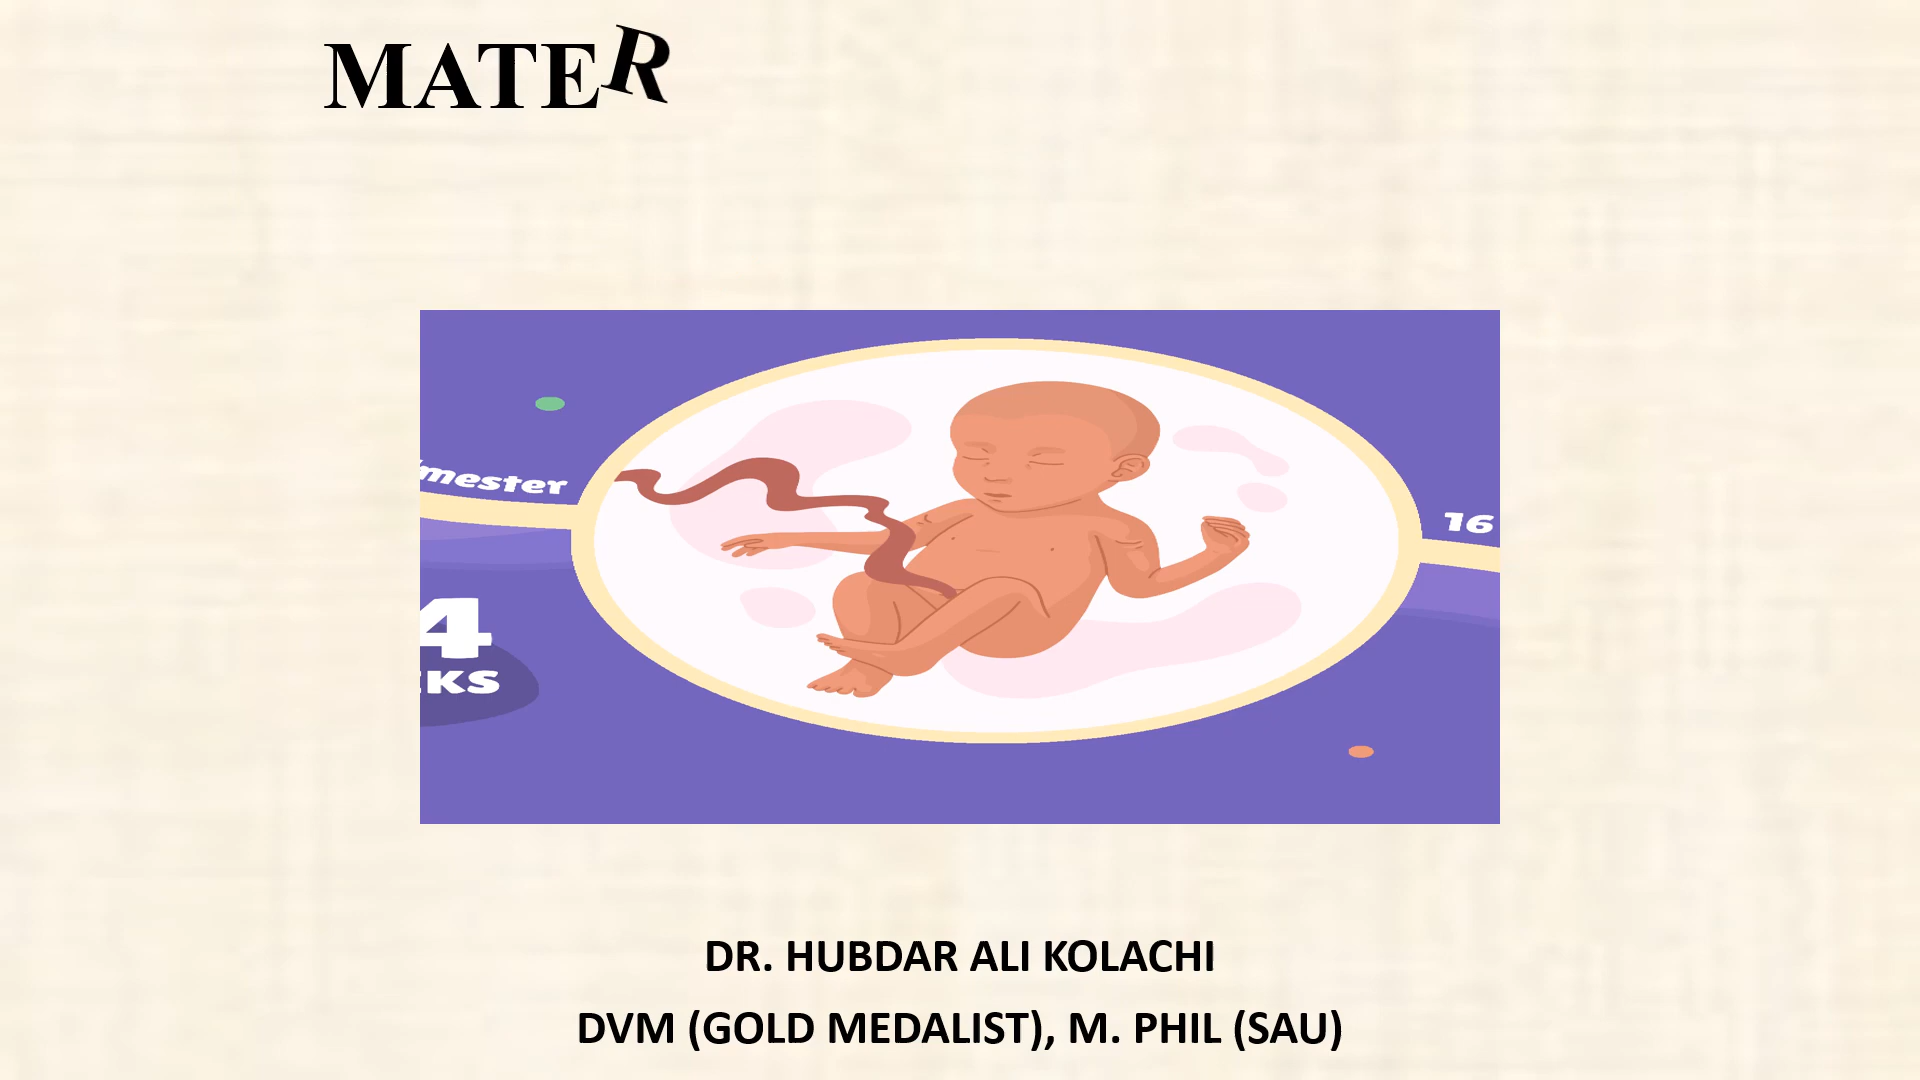 MATER
mester
16
4
KS
DR. HUBDAR ALI KOLACHI
DVM (GOLD MEDALIST), M. PHIL (SAU)